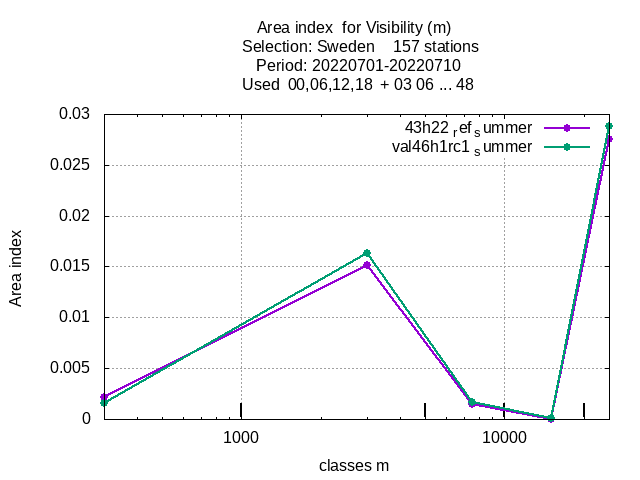 Area index  for Visibility (m)
Selection: Sweden    157 stations
Period: 20220701-20220710
Used  00,06,12,18  + 03 06 ... 48
43h22 ref summer
val46h1rc1 summer
0.03
0.025
0.02
0.015
0.01
0.005
0
Area index
1000
10000
classes m